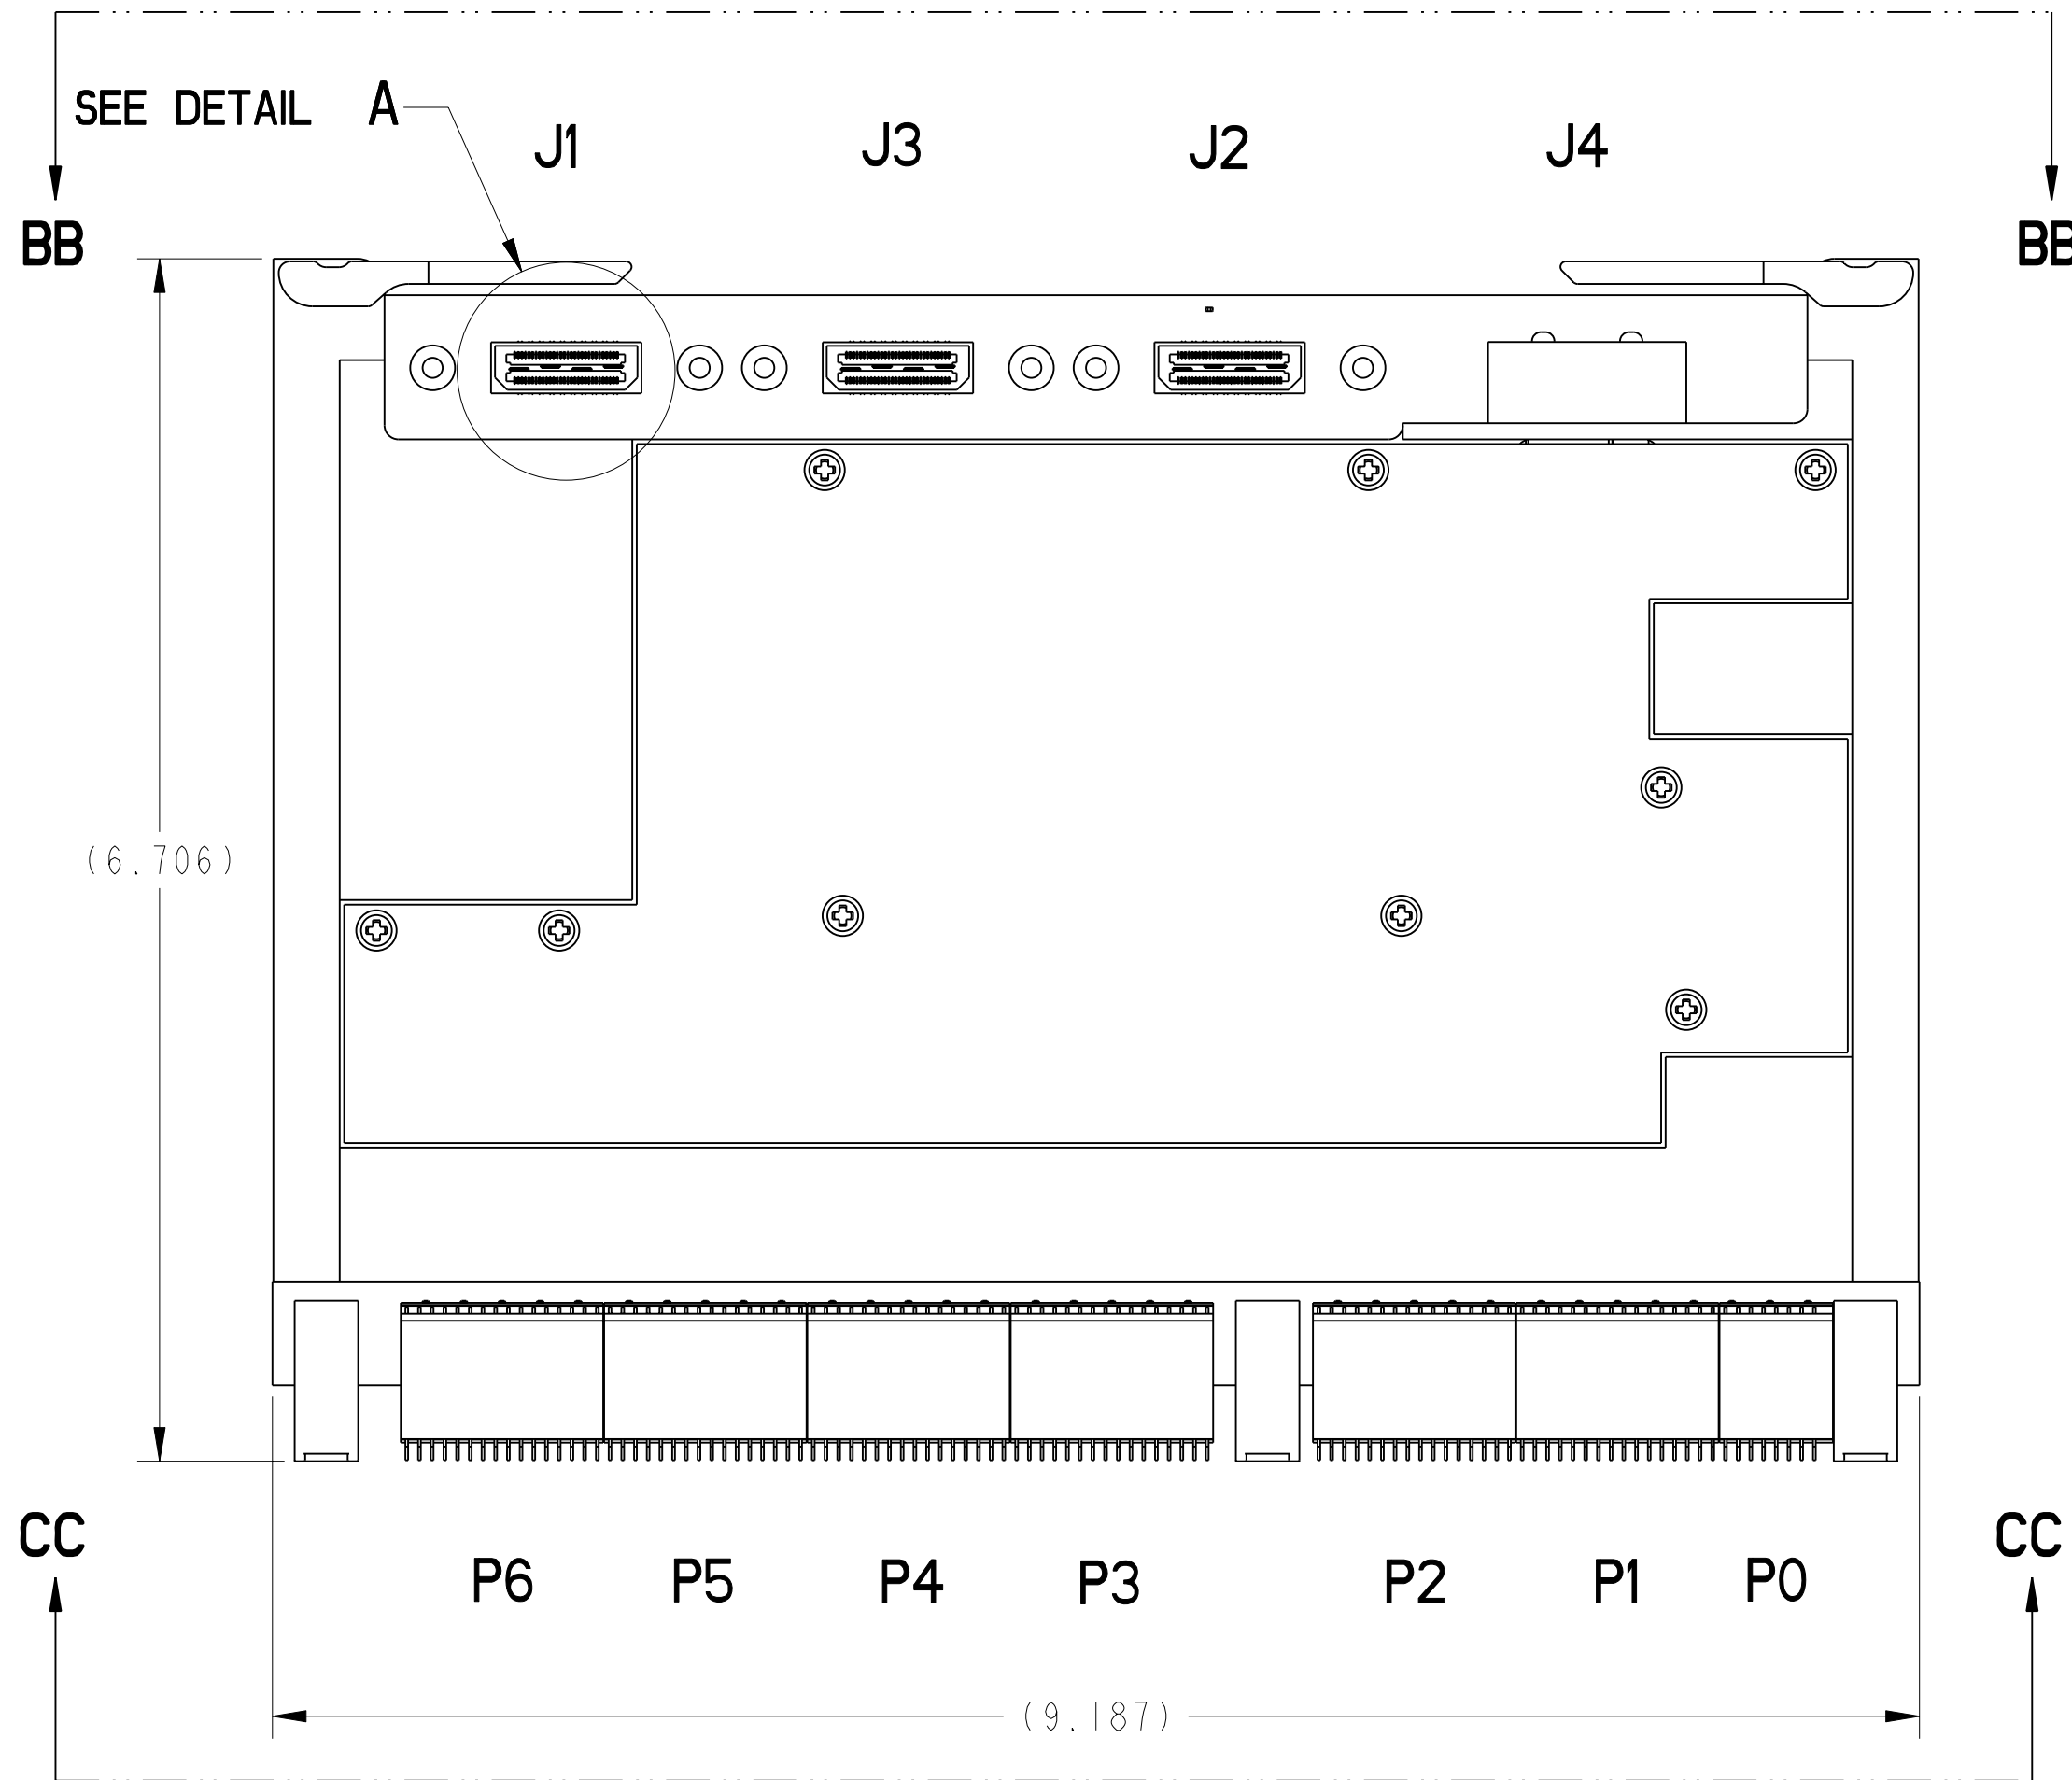 SEE DETAIL A
J1 J3 J2 J4
BB BB
(6.706)
CC CC
P6 P5 P4 P3 P2 P1 P0
(9.187)